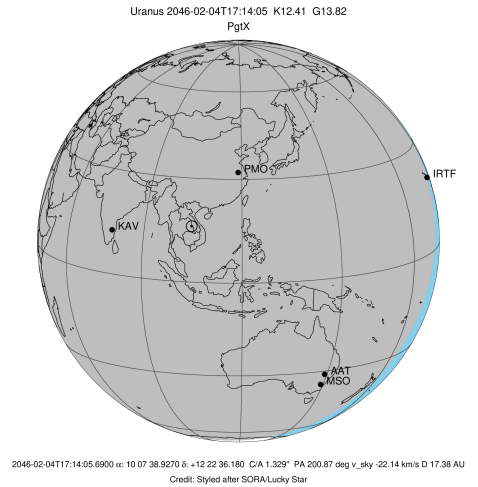 Uranus 2046-02-04T17:14:05 K12.41 G13.82
PgtX
PMO
IRTF
KAV
AAT
MSO
2046-02-04T17:14:05.6900 α: 10 07 38.9270 δ: +12 22 36.180 C/A 1.329" PA 200.87 deg v_sky -22.14 km/s D 17.38 AU
Credit: Styled after SORA/Lucky Star